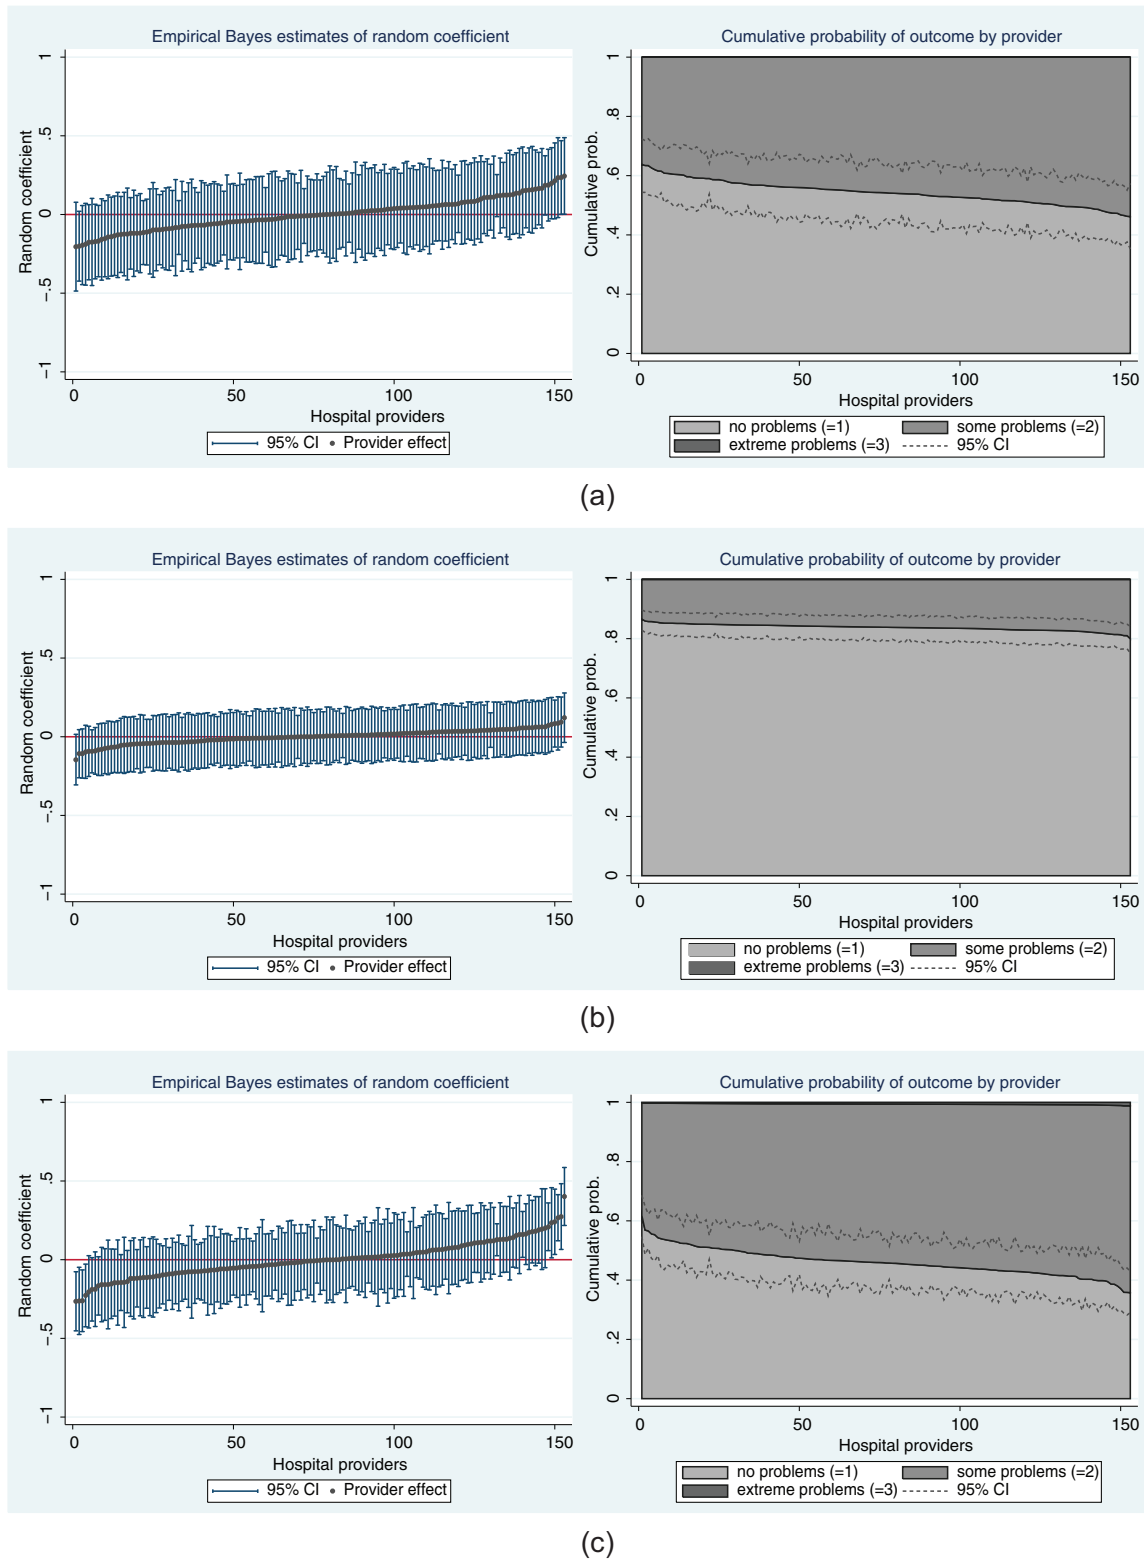 Empirical Bayes estimates of random coefficient
Random coefficient
1
.5
0
−.5
−1
0 50 100 150
Hospital providers
95% CI Provider effect
Cumulative probability of outcome by provider
Cumulative prob.
1
.8
.6
.4
.2
0
0 50 100 150
Hospital providers
no problems (=1) some problems (=2)
extreme problems (=3) 95% CI
(a)
Empirical Bayes estimates of random coefficient
Random coefficient
1
.5
0
−.5
−1
0 50 100 150
Hospital providers
95% CI Provider effect
Cumulative probability of outcome by provider
Cumulative prob.
1
.8
.6
.4
.2
0
0 50 100 150
Hospital providers
no problems (=1) some problems (=2)
extreme problems (=3) 95% CI
(b)
Empirical Bayes estimates of random coefficient
Random coefficient
1
.5
0
−.5
−1
0 50 100 150
Hospital providers
95% CI Provider effect
Cumulative probability of outcome by provider
Cumulative prob.
1
.8
.6
.4
.2
0
0 50 100 150
Hospital providers
no problems (=1) some problems (=2)
extreme problems (=3) 95% CI
(c)